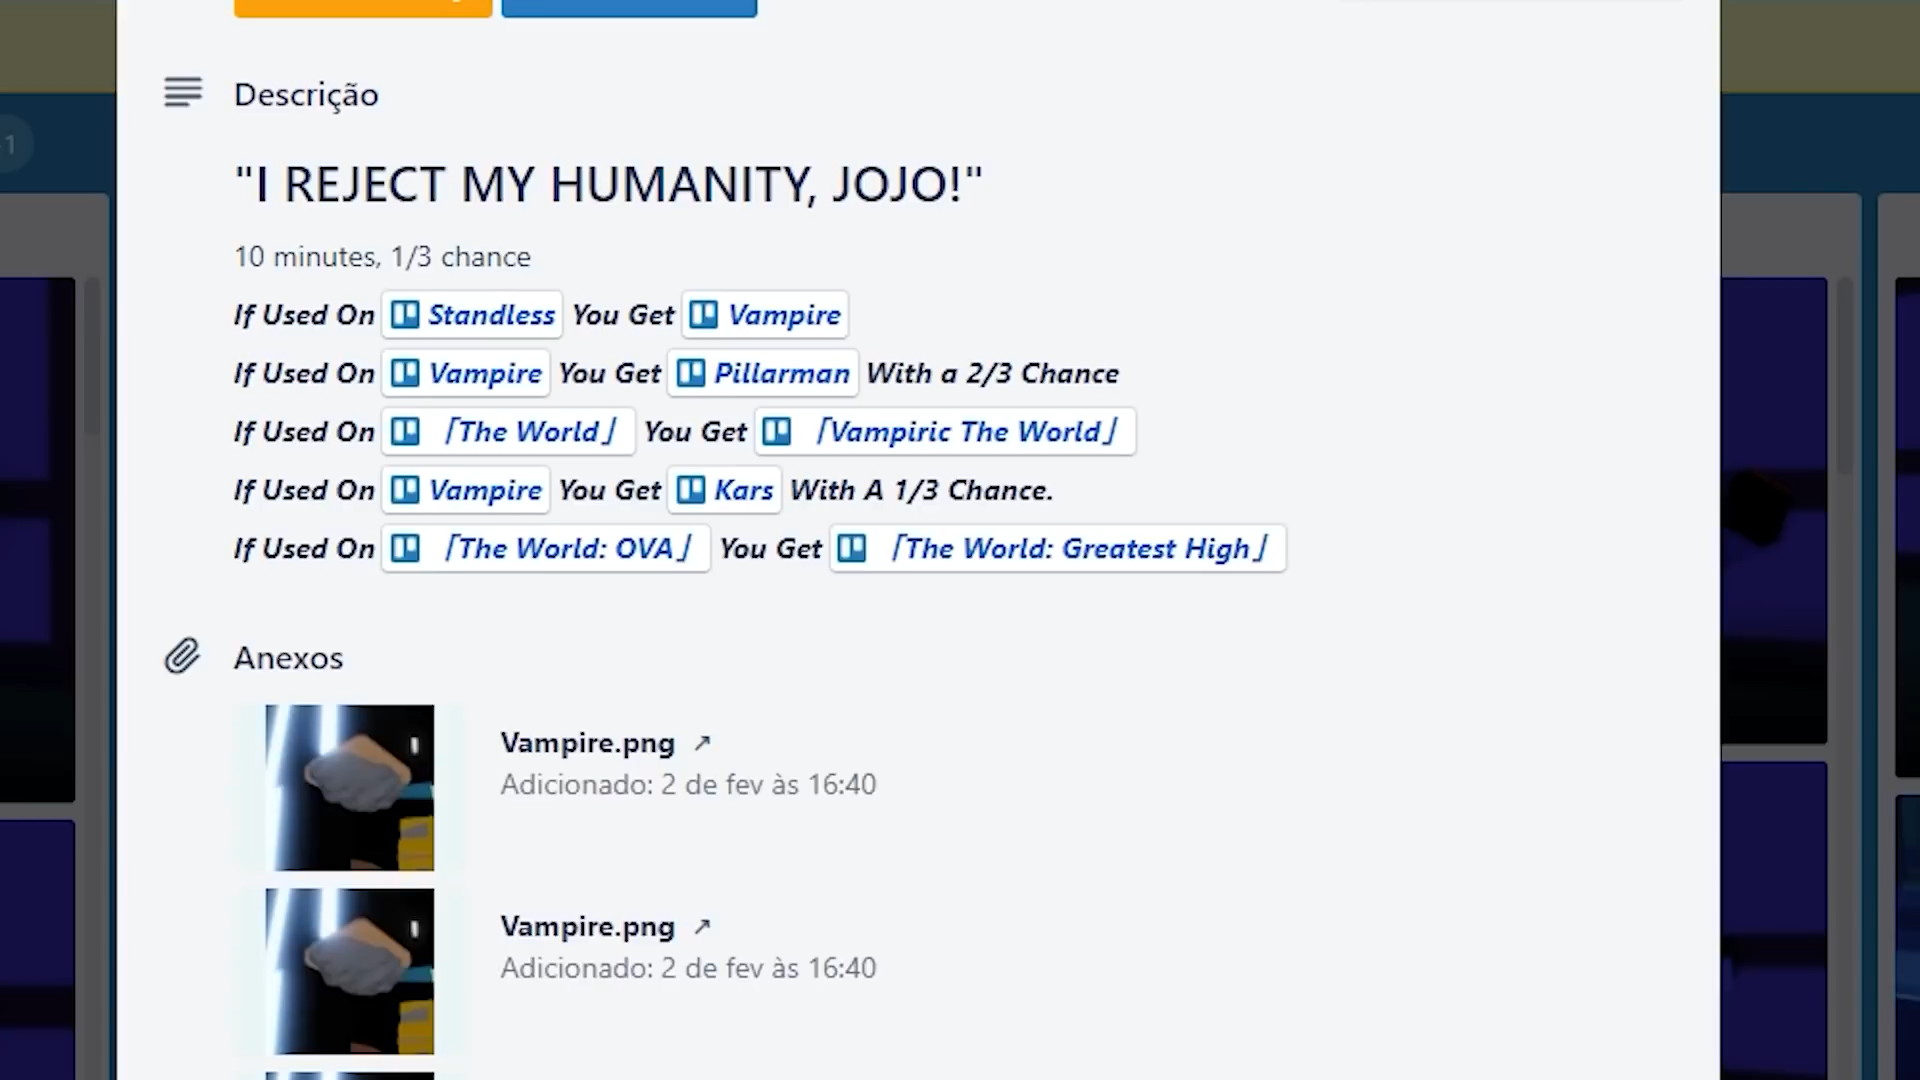 1
Descrição
"I REJECT MY HUMANITY, JOJO!"
10 minutes, 1/3 chance
If Used On Standless You Get Vampire
If Used On Vampire You Get Pillarman With a 2/3 Chance
If Used On 「The World」 You Get 「Vampiric The World」
If Used On Vampire You Get Kars With A 1/3 Chance.
If Used On 「The World: OVA」 You Get 「The World: Greatest High」
Anexos
Vampire.png ↗
Adicionado: 2 de fev às 16:40
Vampire.png ↗
Adicionado: 2 de fev às 16:40